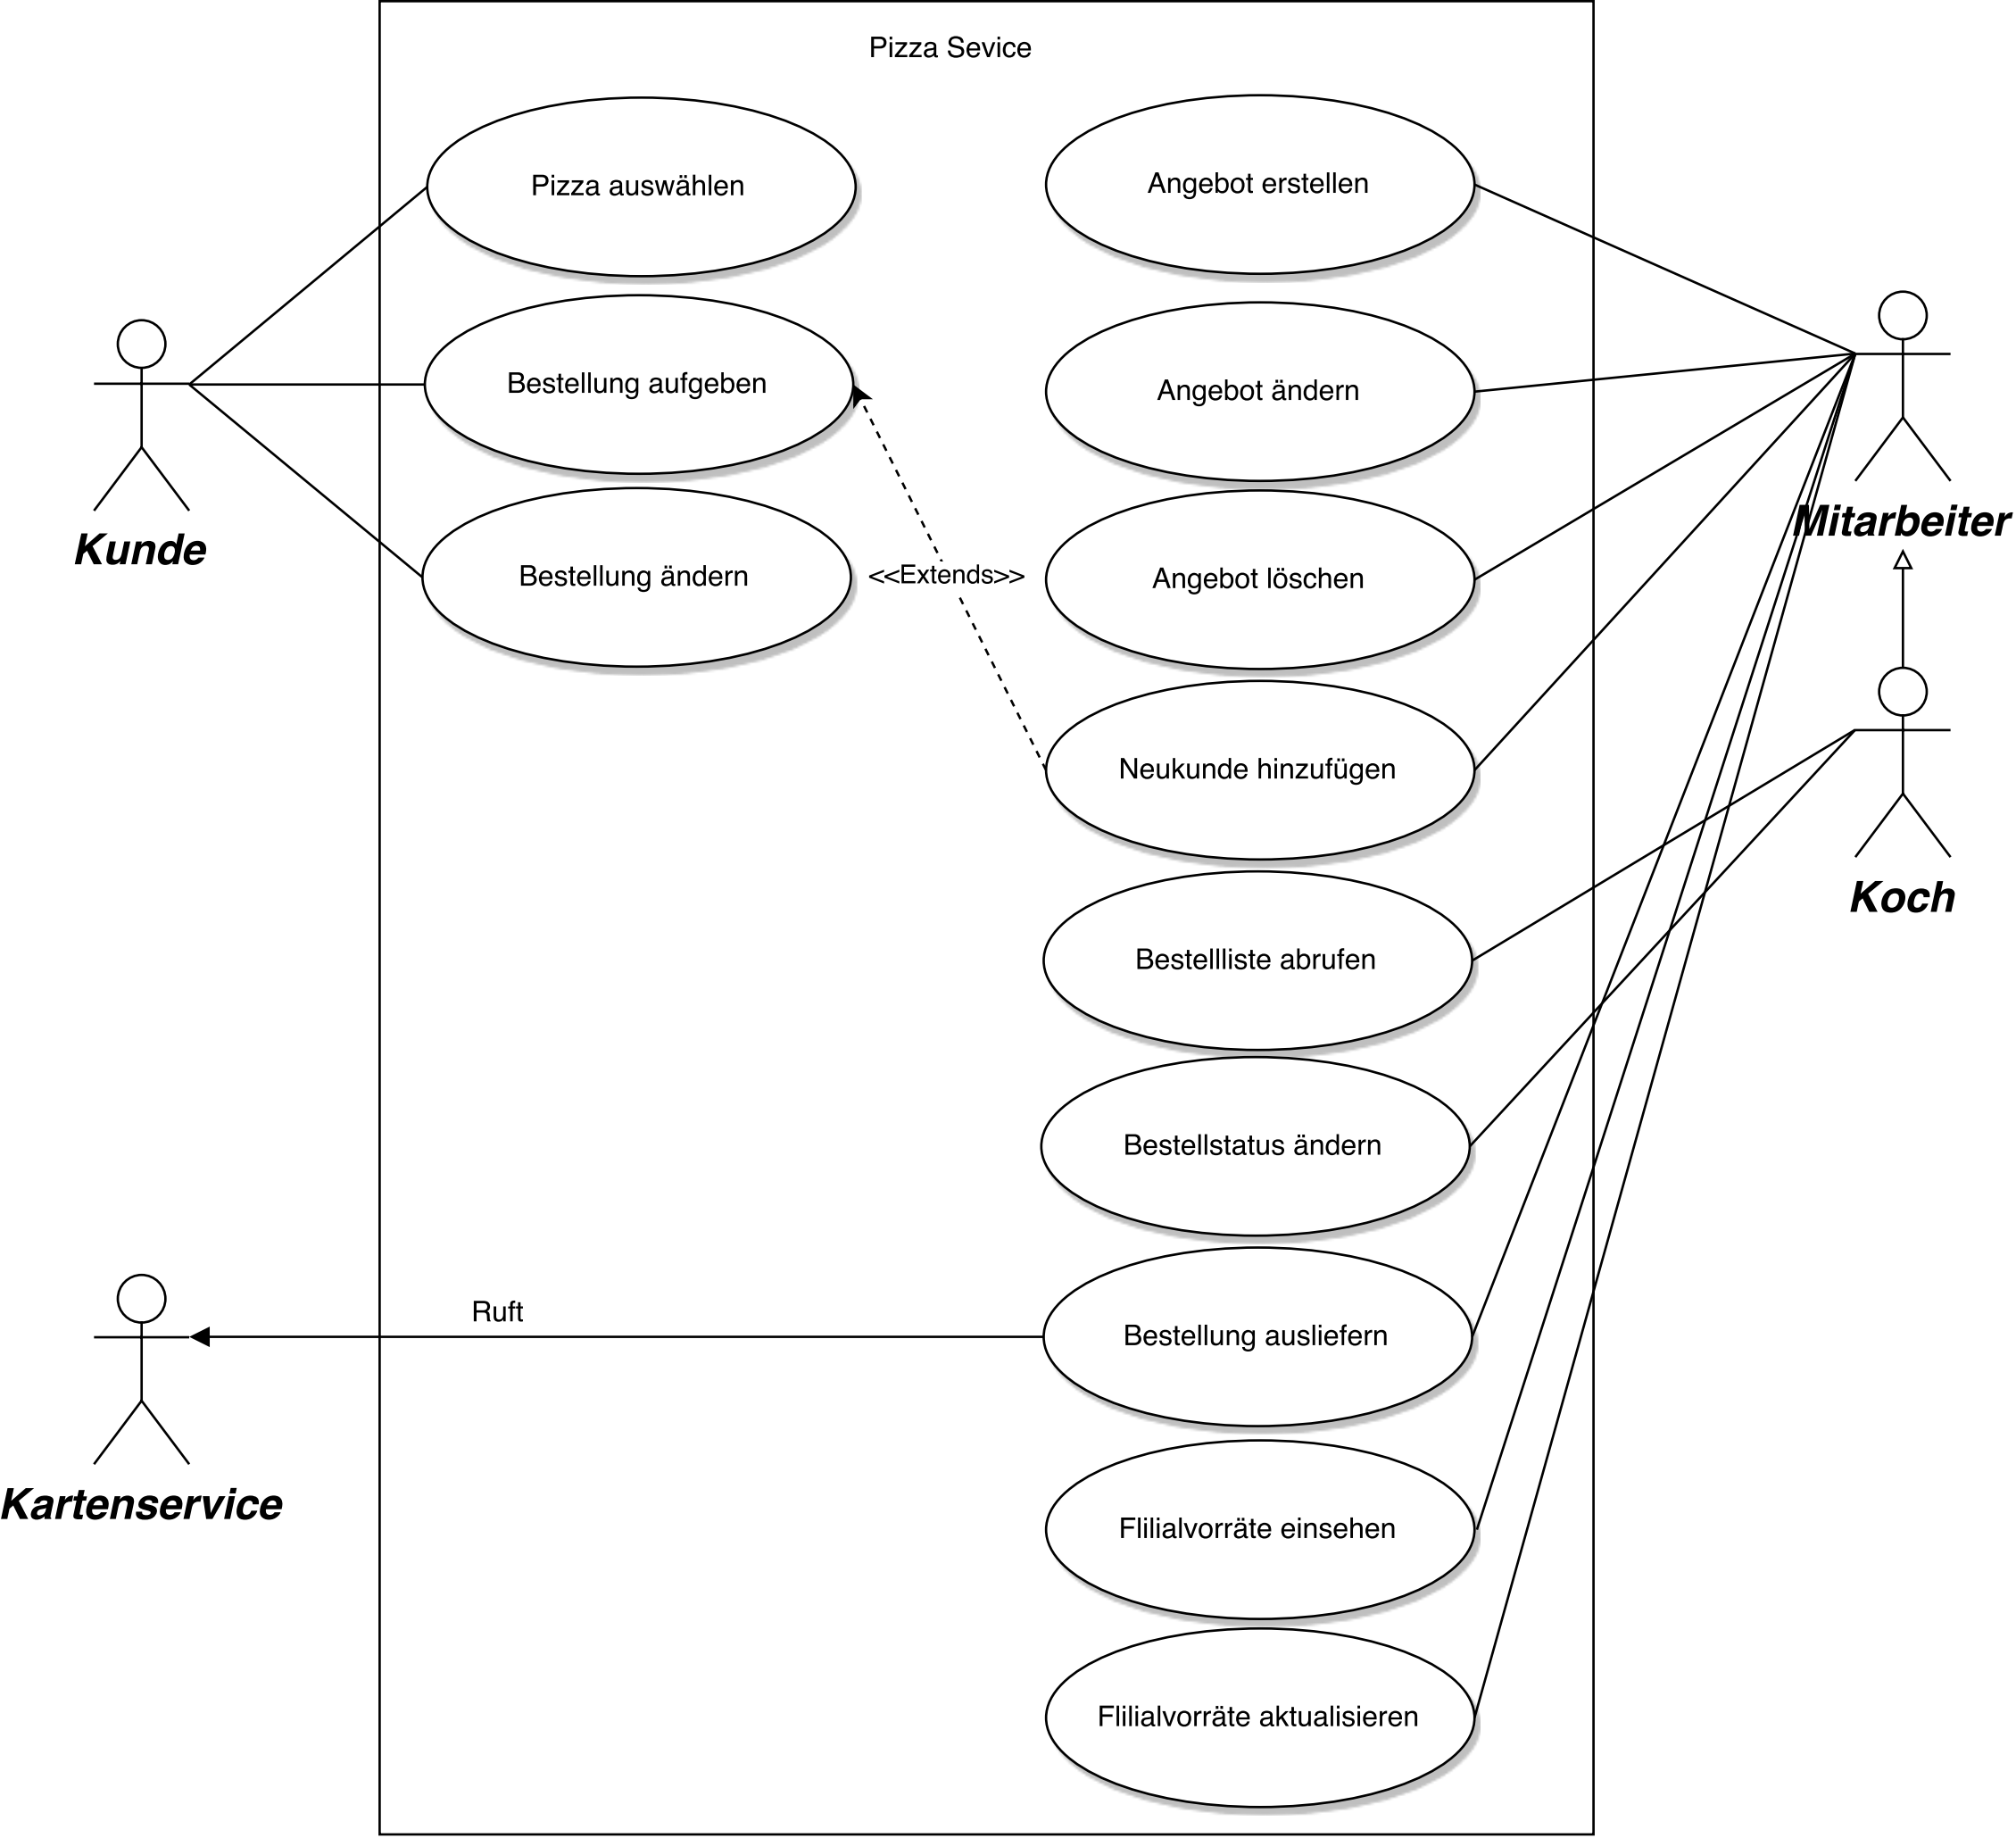 Pizza Sevice
Pizza auswählen
Angebot erstellen
Bestellung aufgeben
Angebot ändern
Mitarbeiter
Kunde
Bestellung ändern
<<Extends>>
Angebot löschen
Neukunde hinzufügen
Koch
Bestellliste abrufen
Bestellstatus ändern
Ruft
Bestellung ausliefern
Kartenservice
Flilialvorräte einsehen
Flilialvorräte aktualisieren